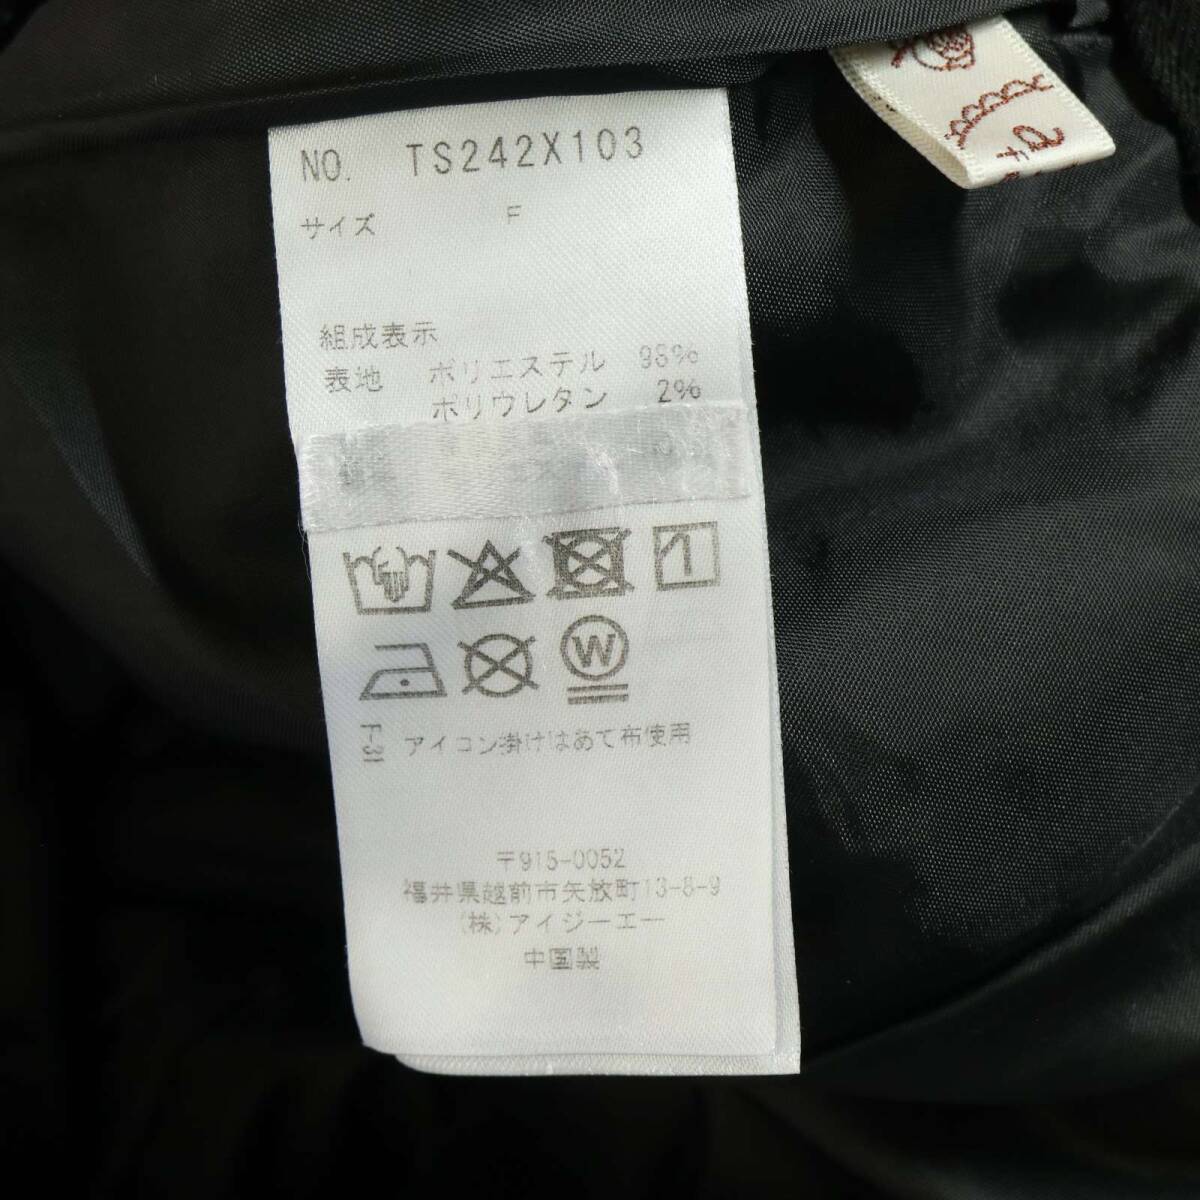 NO. TS242X103
サイズ F
組成表示
表地 ポリエステル 98%
ポリウレタン 2%
W
F-31 アイロン掛けはあて布使用
〒915-0052
福井県越前市矢放町13-8-9
(株)アイジーエー
中国製